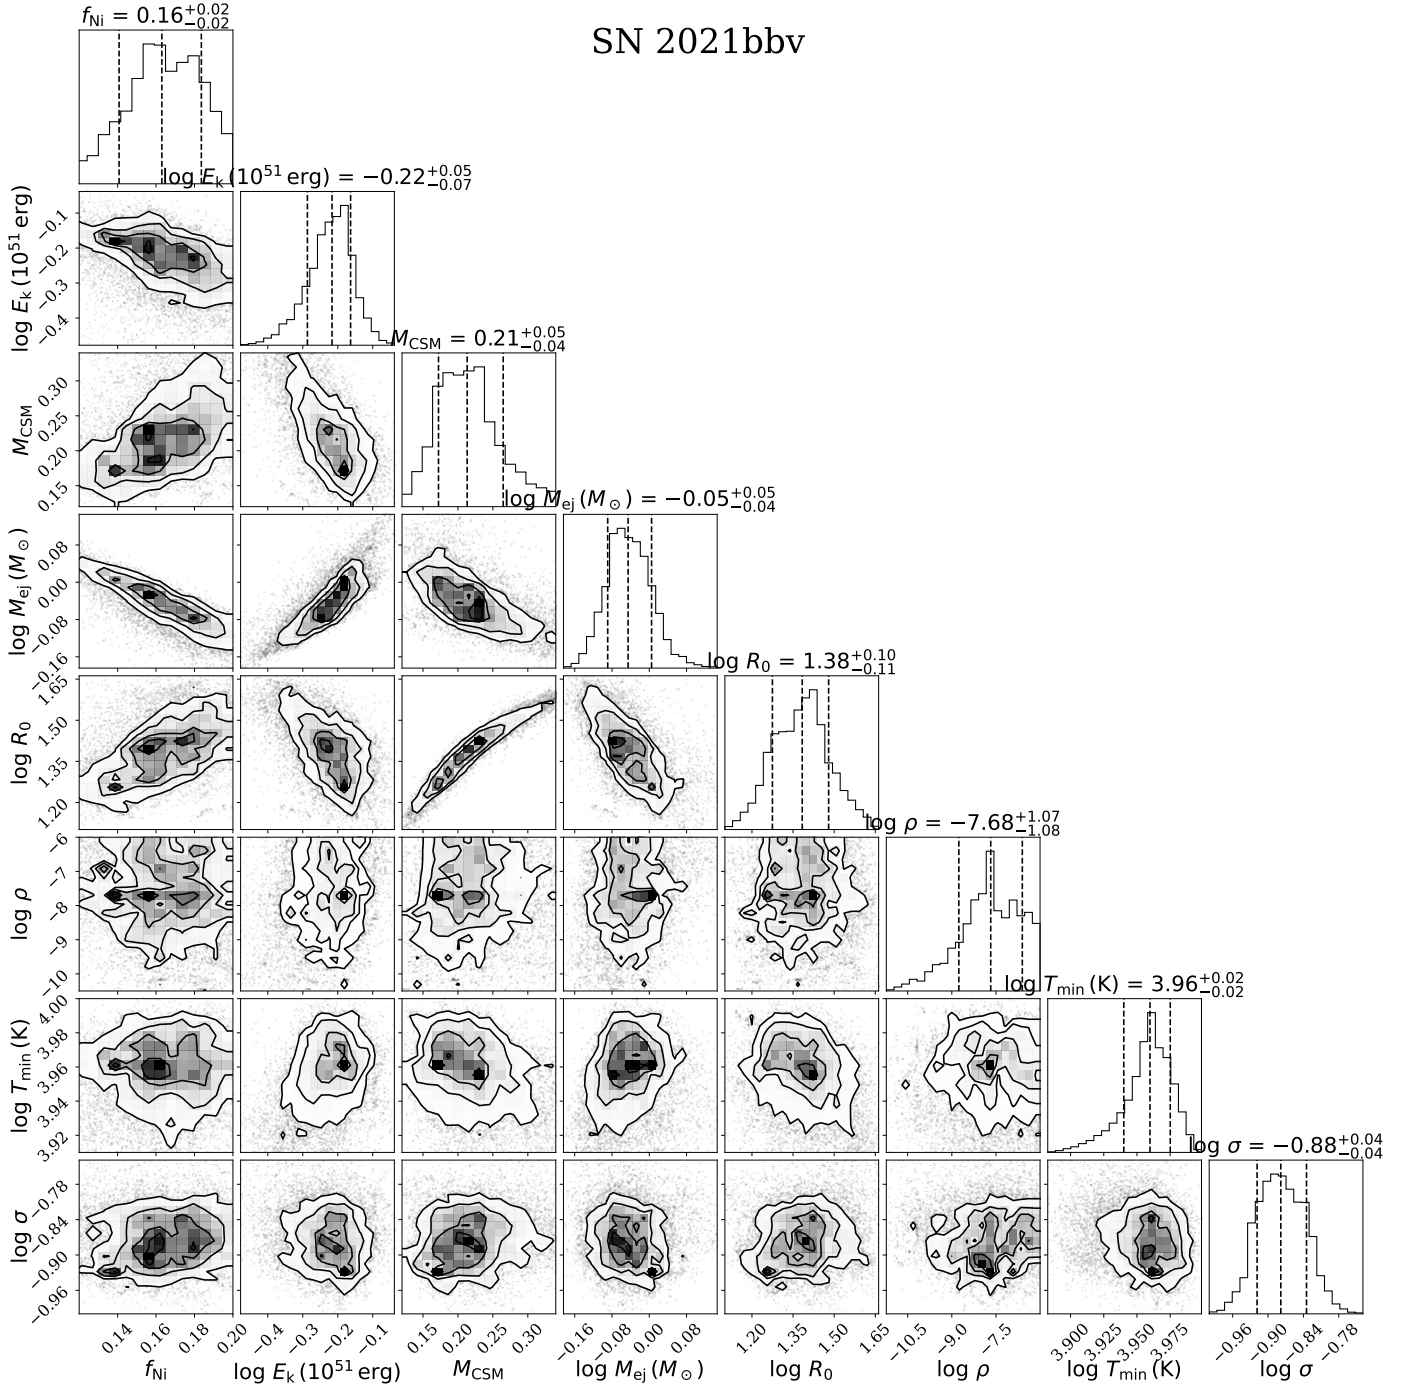 SN 2021bbv
f_Ni = 0.16^{+0.02}_{−0.02}
log E_k (10^51 erg) = −0.22^{+0.05}_{−0.07}
log E_k (10^51 erg)
−0.1
−0.2
−0.3
−0.4
M_CSM = 0.21^{+0.05}_{−0.04}
M_CSM
0.30
0.25
0.20
0.15
log M_ej (M_⊙) = −0.05^{+0.05}_{−0.04}
log M_ej (M_⊙)
0.08
0.00
−0.08
−0.16
log R_0 = 1.38^{+0.10}_{−0.11}
log R_0
1.65
1.50
1.35
1.20
log ρ = −7.68^{+1.07}_{−1.08}
log ρ
−6
−7
−8
−9
−10
log T_min (K) = 3.96^{+0.02}_{−0.02}
log T_min (K)
4.00
3.98
3.96
3.94
3.92
log σ = −0.88^{+0.04}_{−0.04}
log σ
−0.78
−0.84
−0.90
−0.96
0.14 0.16 0.18 0.20
−0.4 −0.3 −0.2 −0.1
0.15 0.20 0.25 0.30
−0.16 −0.08 0.00 0.08
1.20 1.35 1.50 1.65
−10.5 −9.0 −7.5
3.900 3.925 3.950 3.975
−0.96 −0.90 −0.84 −0.78
f_Ni log E_k (10^51 erg) M_CSM log M_ej (M_⊙) log R_0 log ρ log T_min (K) log σ